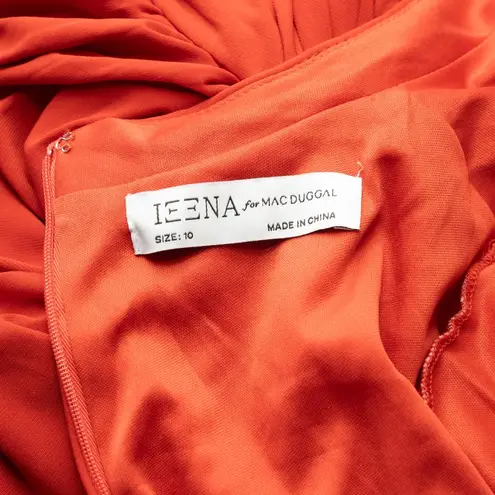 IEENA for MAC DUGGAL
SIZE: 10 MADE IN CHINA